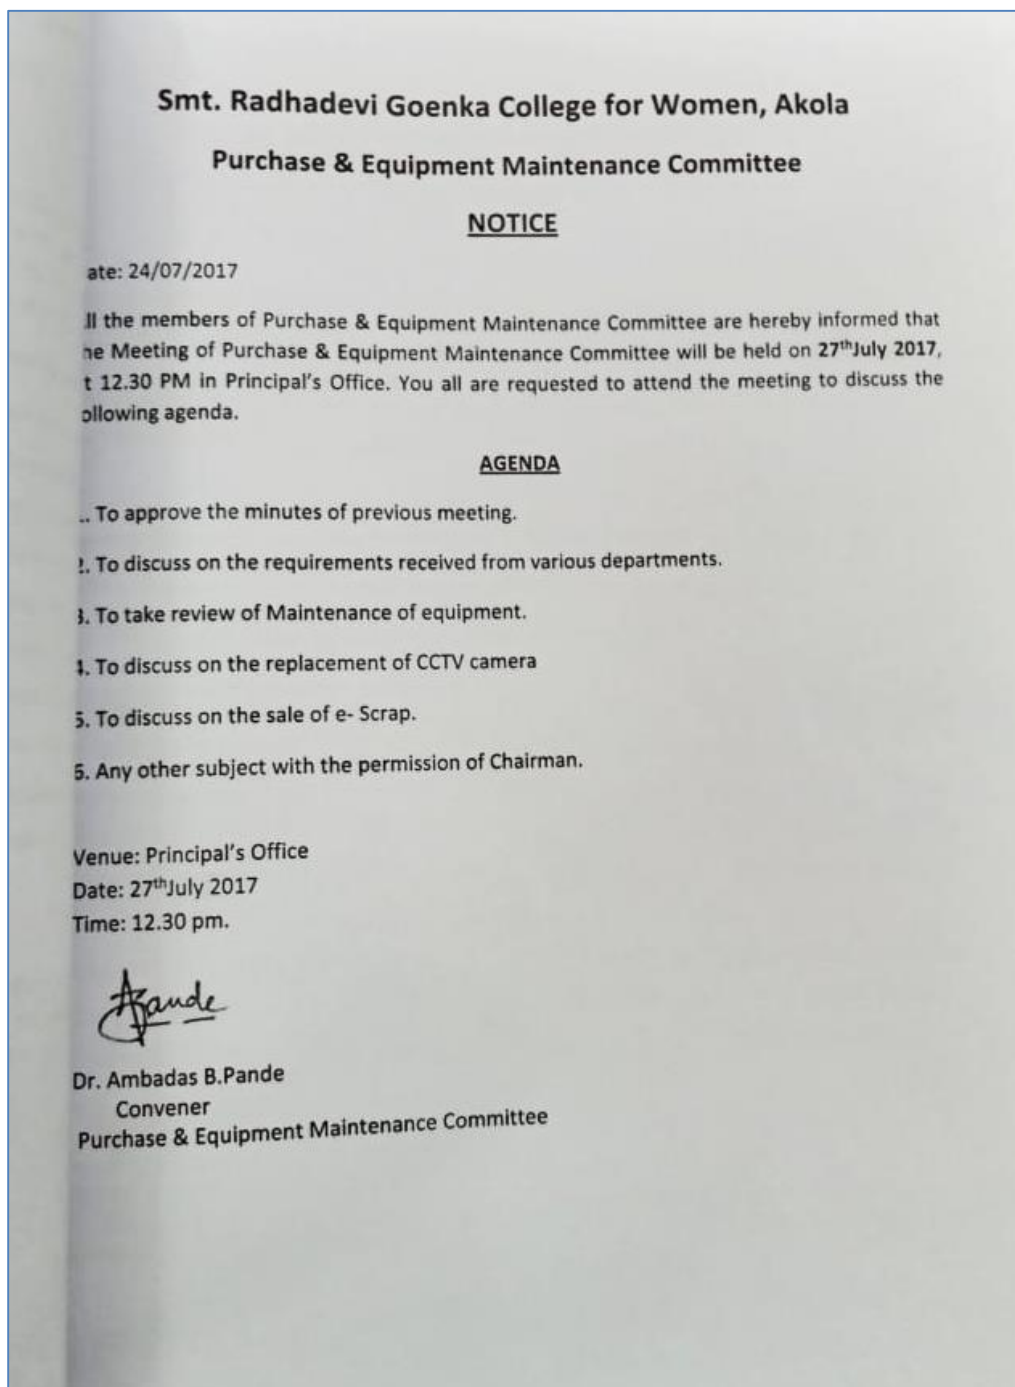 Smt. Radhadevi Goenka College for Women, Akola
Purchase & Equipment Maintenance Committee
NOTICE
ate: 24/07/2017
ll the members of Purchase & Equipment Maintenance Committee are hereby informed that
he Meeting of Purchase & Equipment Maintenance Committee will be held on 27thJuly 2017,
t 12.30 PM in Principal's Office. You all are requested to attend the meeting to discuss the
ollowing agenda.
AGENDA
. To approve the minutes of previous meeting.
2. To discuss on the requirements received from various departments.
3. To take review of Maintenance of equipment.
4. To discuss on the replacement of CCTV camera
5. To discuss on the sale of e- Scrap.
6. Any other subject with the permission of Chairman.
Venue: Principal's Office
Date: 27thJuly 2017
Time: 12.30 pm.
APande
Dr. Ambadas B.Pande
Convener
Purchase & Equipment Maintenance Committee